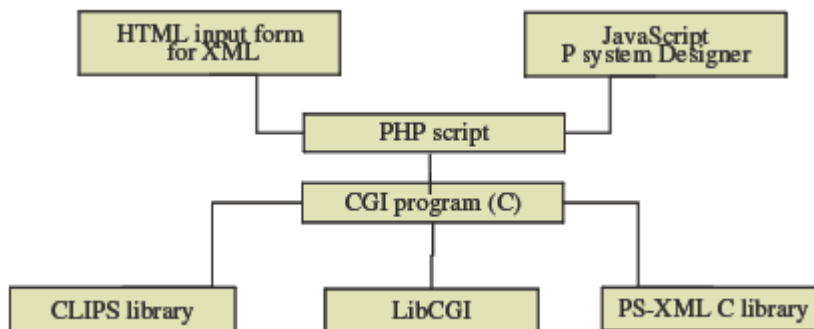 HTML input form
for XML
JavaScript
P system Designer
PHP script
CGI program (C)
CLIPS library
LibCGI
PS-XML C library